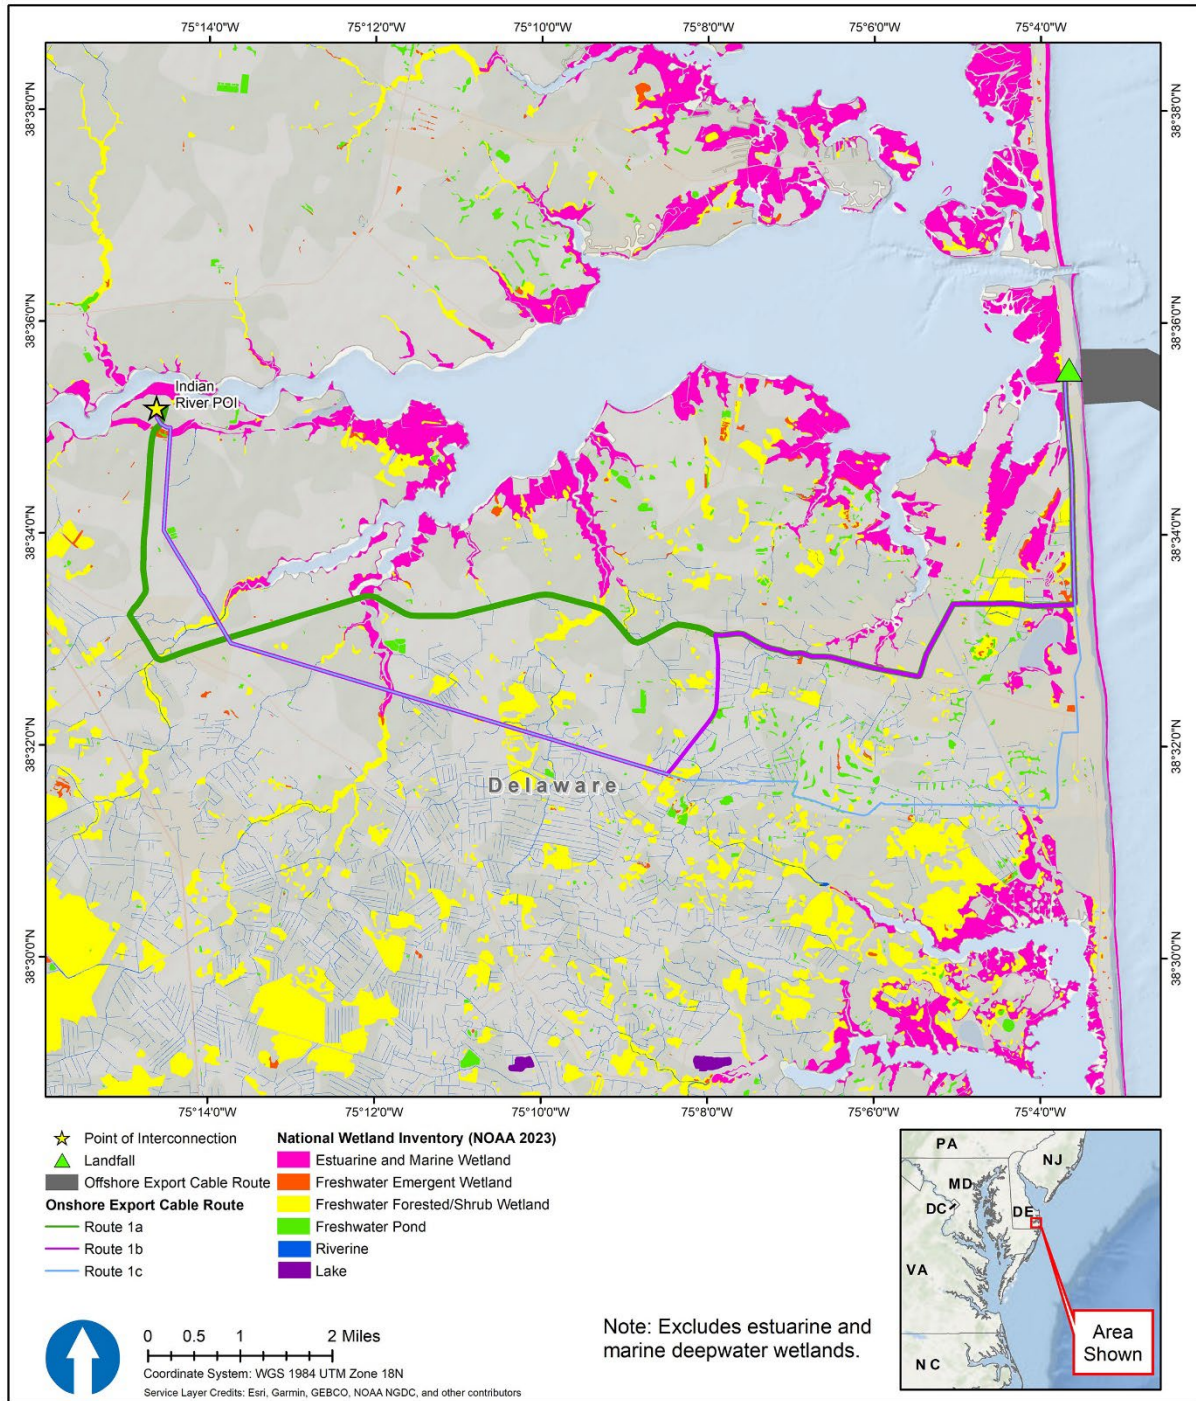 75°14'0"W 75°12'0"W 75°10'0"W 75°8'0"W 75°6'0"W 75°4'0"W
38°38'0"N 38°38'0"N
38°36'0"N 38°36'0"N
Indian
River POI
38°34'0"N 38°34'0"N
38°32'0"N 38°32'0"N
Delaware
38°30'0"N 38°30'0"N
75°14'0"W 75°12'0"W 75°10'0"W 75°8'0"W 75°6'0"W 75°4'0"W
Point of Interconnection
Landfall
Offshore Export Cable Route
Onshore Export Cable Route
Route 1a
Route 1b
Route 1c
National Wetland Inventory (NOAA 2023)
Estuarine and Marine Wetland
Freshwater Emergent Wetland
Freshwater Forested/Shrub Wetland
Freshwater Pond
Riverine
Lake
0 0.5 1 2 Miles
Coordinate System: WGS 1984 UTM Zone 18N
Service Layer Credits: Esri, Garmin, GEBCO, NOAA NGDC, and other contributors
Note: Excludes estuarine and
marine deepwater wetlands.
PA
NJ
MD
DC
DE
VA
NC
Area
Shown